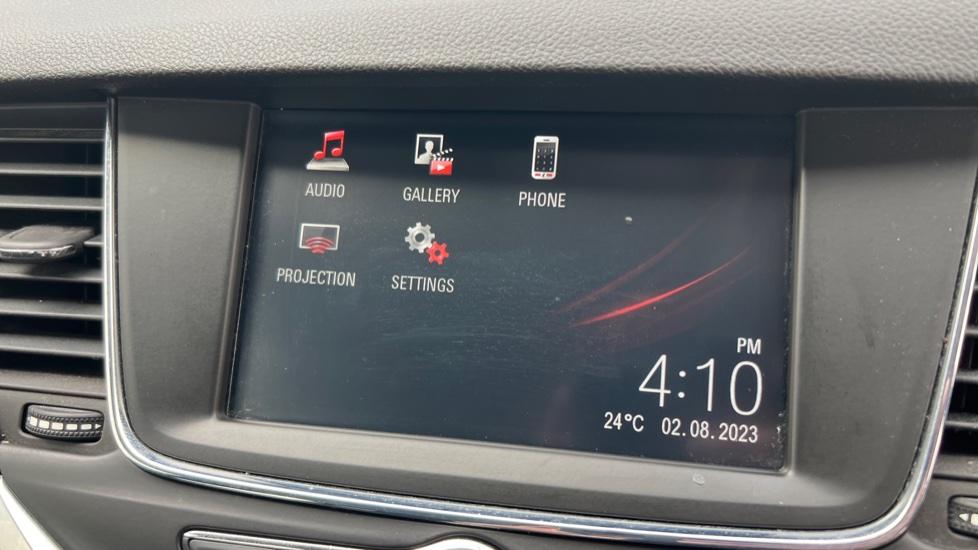 AUDIO GALLERY PHONE
PROJECTION SETTINGS
PM
4:10
24°C 02.08.2023